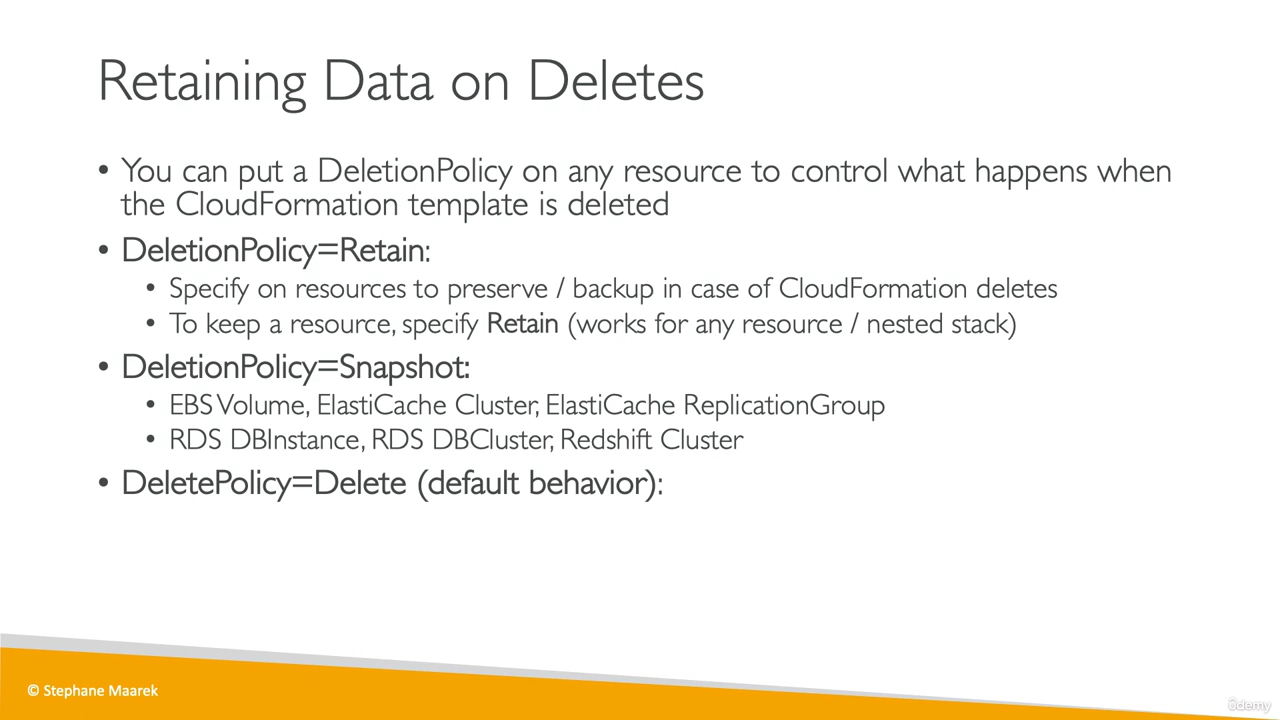 Retaining Data on Deletes
• You can put a DeletionPolicy on any resource to control what happens when
the CloudFormation template is deleted
• DeletionPolicy=Retain:
• Specify on resources to preserve / backup in case of CloudFormation deletes
• To keep a resource, specify Retain (works for any resource / nested stack)
• DeletionPolicy=Snapshot:
• EBS Volume, ElastiCache Cluster, ElastiCache ReplicationGroup
• RDS DBInstance, RDS DBCluster, Redshift Cluster
• DeletePolicy=Delete (default behavior):
© Stephane Maarek
ûdemy